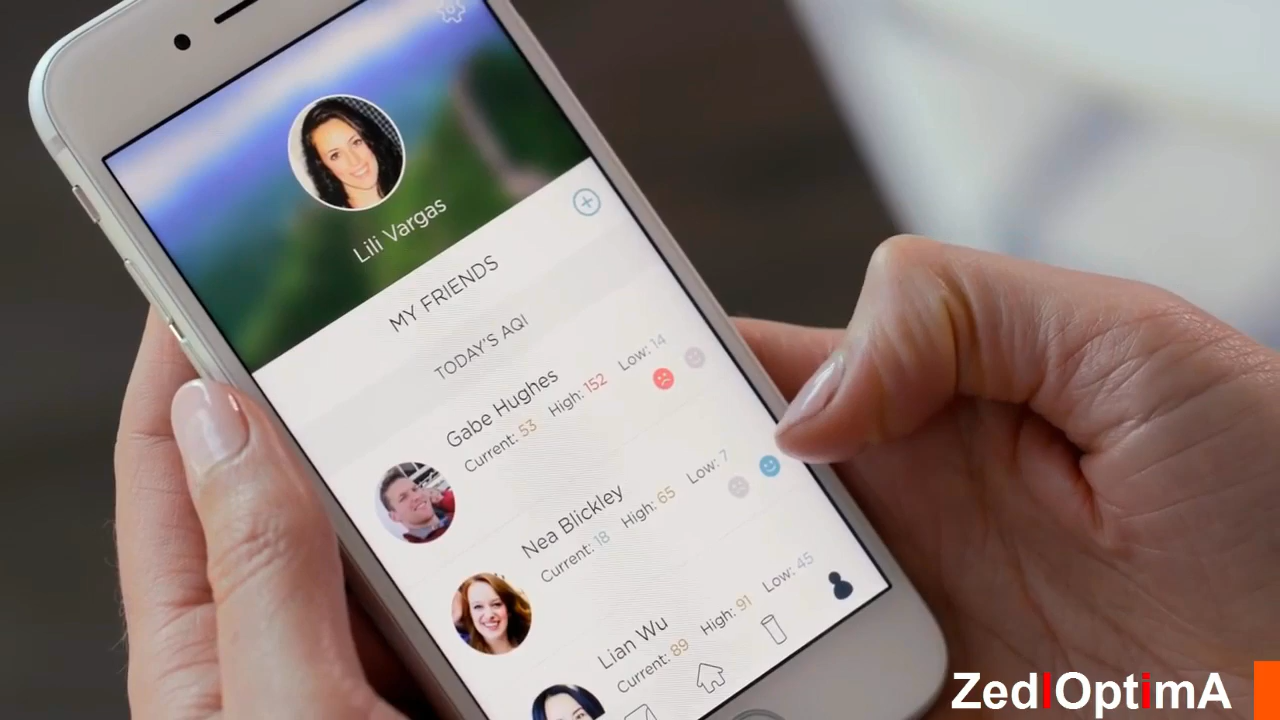 Lili Vargas
MY FRIENDS
TODAY'S AQI
Gabe Hughes
Current: 53 High: 152 Low: 14
Nea Blickley
Current: 18 High: 65 Low: 7
Lian Wu
Current: 89 High: 91 Low: 45
ZedIOptimA